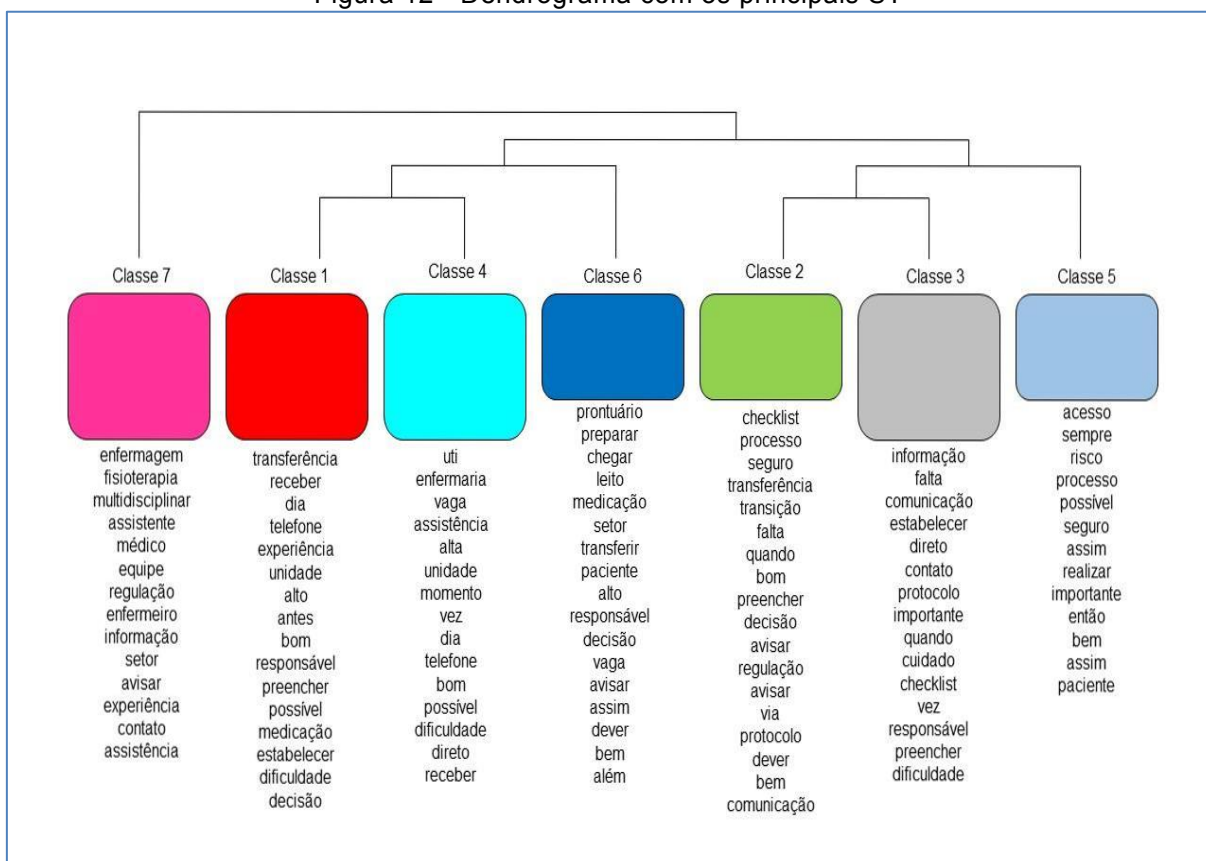 Figura 12 - Dendrograma com os principais ST
Classe 7
Classe 1
Classe 4
Classe 6
Classe 2
Classe 3
Classe 5
enfermagem
fisioterapia
multidisciplinar
assistente
médico
equipe
regulação
enfermeiro
informação
setor
avisar
experiência
contato
assistência
transferência
receber
dia
telefone
experiência
unidade
alto
antes
bom
responsável
preencher
possível
medicação
estabelecer
dificuldade
decisão
uti
enfermaria
vaga
assistência
alta
unidade
momento
vez
dia
telefone
bom
possível
dificuldade
direto
receber
prontuário
preparar
chegar
leito
medicação
setor
transferir
paciente
alto
responsável
decisão
vaga
avisar
assim
dever
bem
além
checklist
processo
seguro
transferência
transição
falta
quando
bom
preencher
decisão
avisar
regulação
avisar
via
protocolo
dever
bem
comunicação
informação
falta
comunicação
estabelecer
direto
contato
protocolo
importante
quando
cuidado
checklist
vez
responsável
preencher
dificuldade
acesso
sempre
risco
processo
possível
seguro
assim
realizar
importante
então
bem
assim
paciente